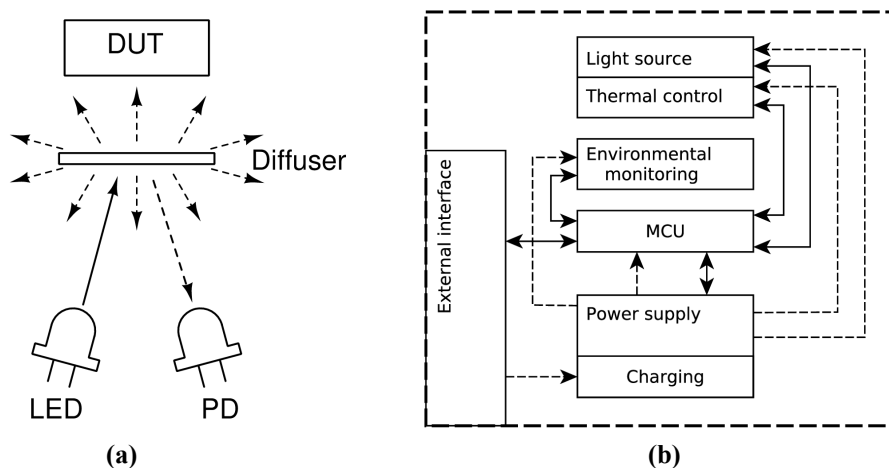 DUT
Diffuser
LED
PD
(a)
Light source
Thermal control
Environmental
monitoring
External interface
MCU
Power supply
Charging
(b)